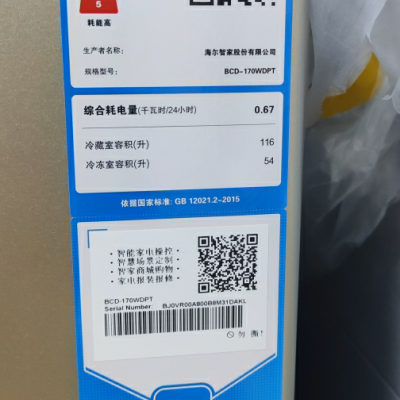 5
耗能高
生产者名称: 海尔智家股份有限公司
规格型号: BCD-170WDPT
综合耗电量(千瓦时/24小时) 0.67
冷藏室容积(升) 116
冷冻室容积(升) 54
依据国家标准: GB 12021.2-2015
·智能家电操控·
·智慧场景定制·
·智家商城购物·
·家电报装报修·
BCD-170WDPT
Serial Number: BJ0VR00A800B8M31DAKL
勿撕!